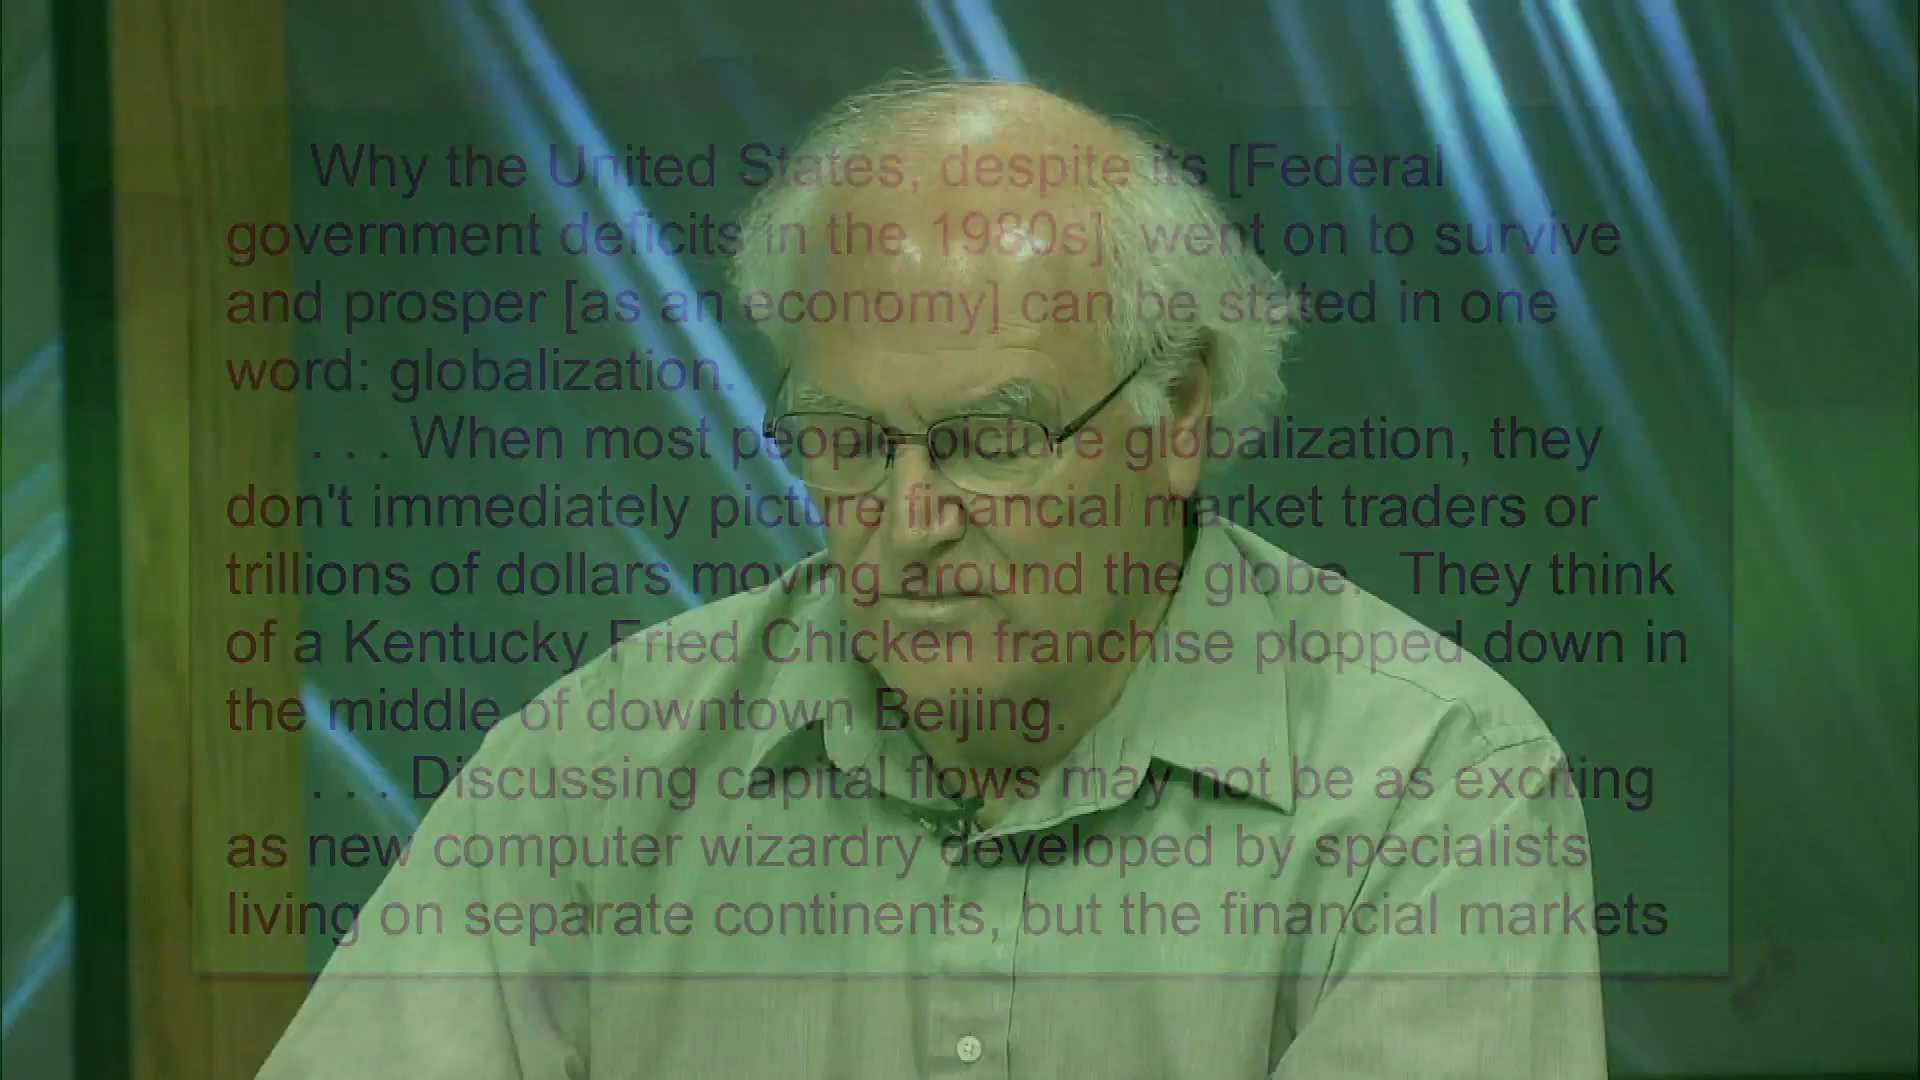 Why the United States, despite its [Federal
government deficits in the 1980s], went on to survive
and prosper [as an economy] can be stated in one
word: globalization.
. . . When most people picture globalization, they
don't immediately picture financial market traders or
trillions of dollars moving around the globe. They think
of a Kentucky Fried Chicken franchise plopped down in
the middle of downtown Beijing.
. . . Discussing capital flows may not be as exciting
as new computer wizardry developed by specialists
living on separate continents, but the financial markets